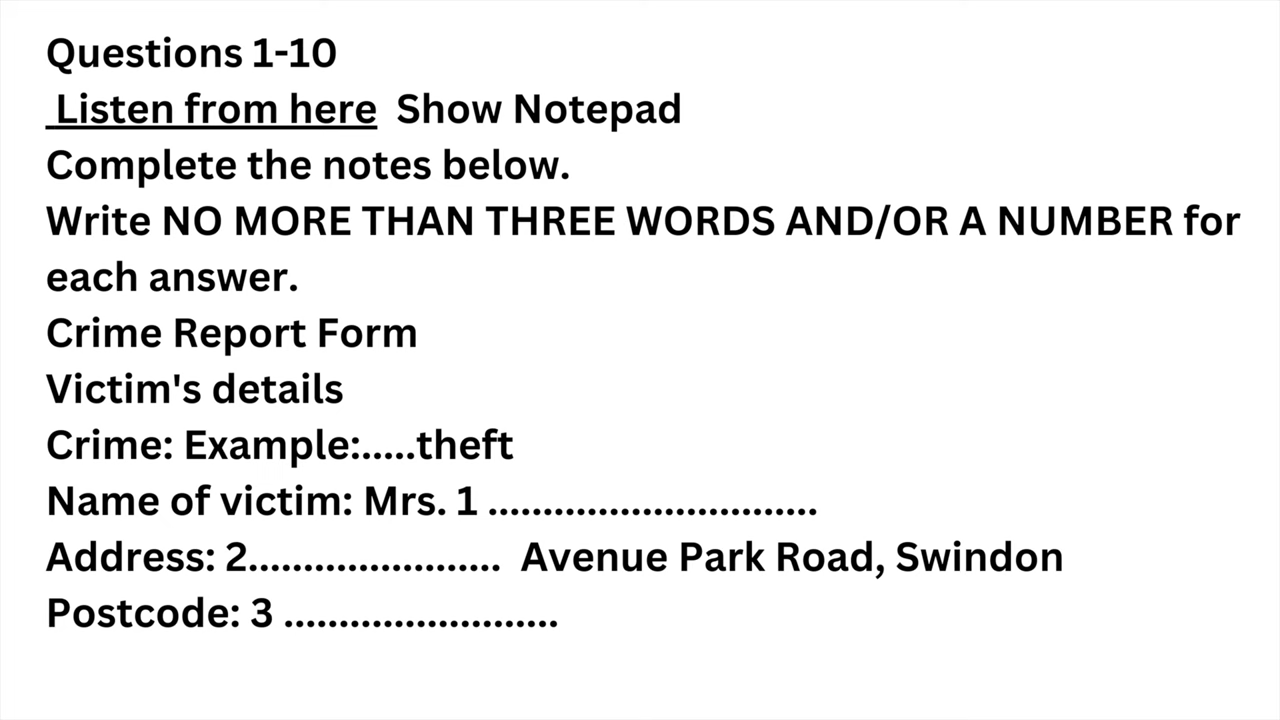 Questions 1-10
Listen from here  Show Notepad
Complete the notes below.
Write NO MORE THAN THREE WORDS AND/OR A NUMBER for
each answer.
Crime Report Form
Victim's details
Crime: Example:.....theft
Name of victim: Mrs. 1 ..............................
Address: 2.......................  Avenue Park Road, Swindon
Postcode: 3 .........................